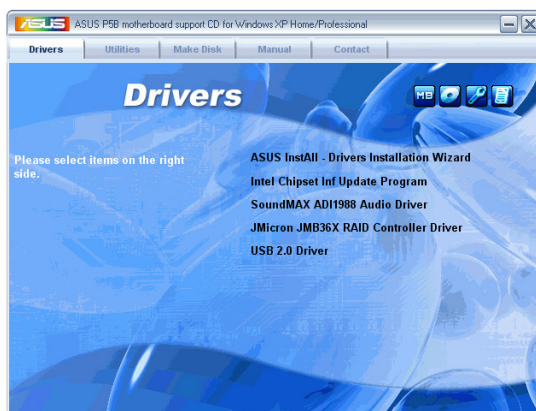 ASUS ASUS P5B motherboard support CD for Windows XP Home/Professional
Drivers Utilities Make Disk Manual Contact
Drivers
MB
Please select items on the right
side.
ASUS InstAll - Drivers Installation Wizard
Intel Chipset Inf Update Program
SoundMAX ADI1988 Audio Driver
JMicron JMB36X RAID Controller Driver
USB 2.0 Driver